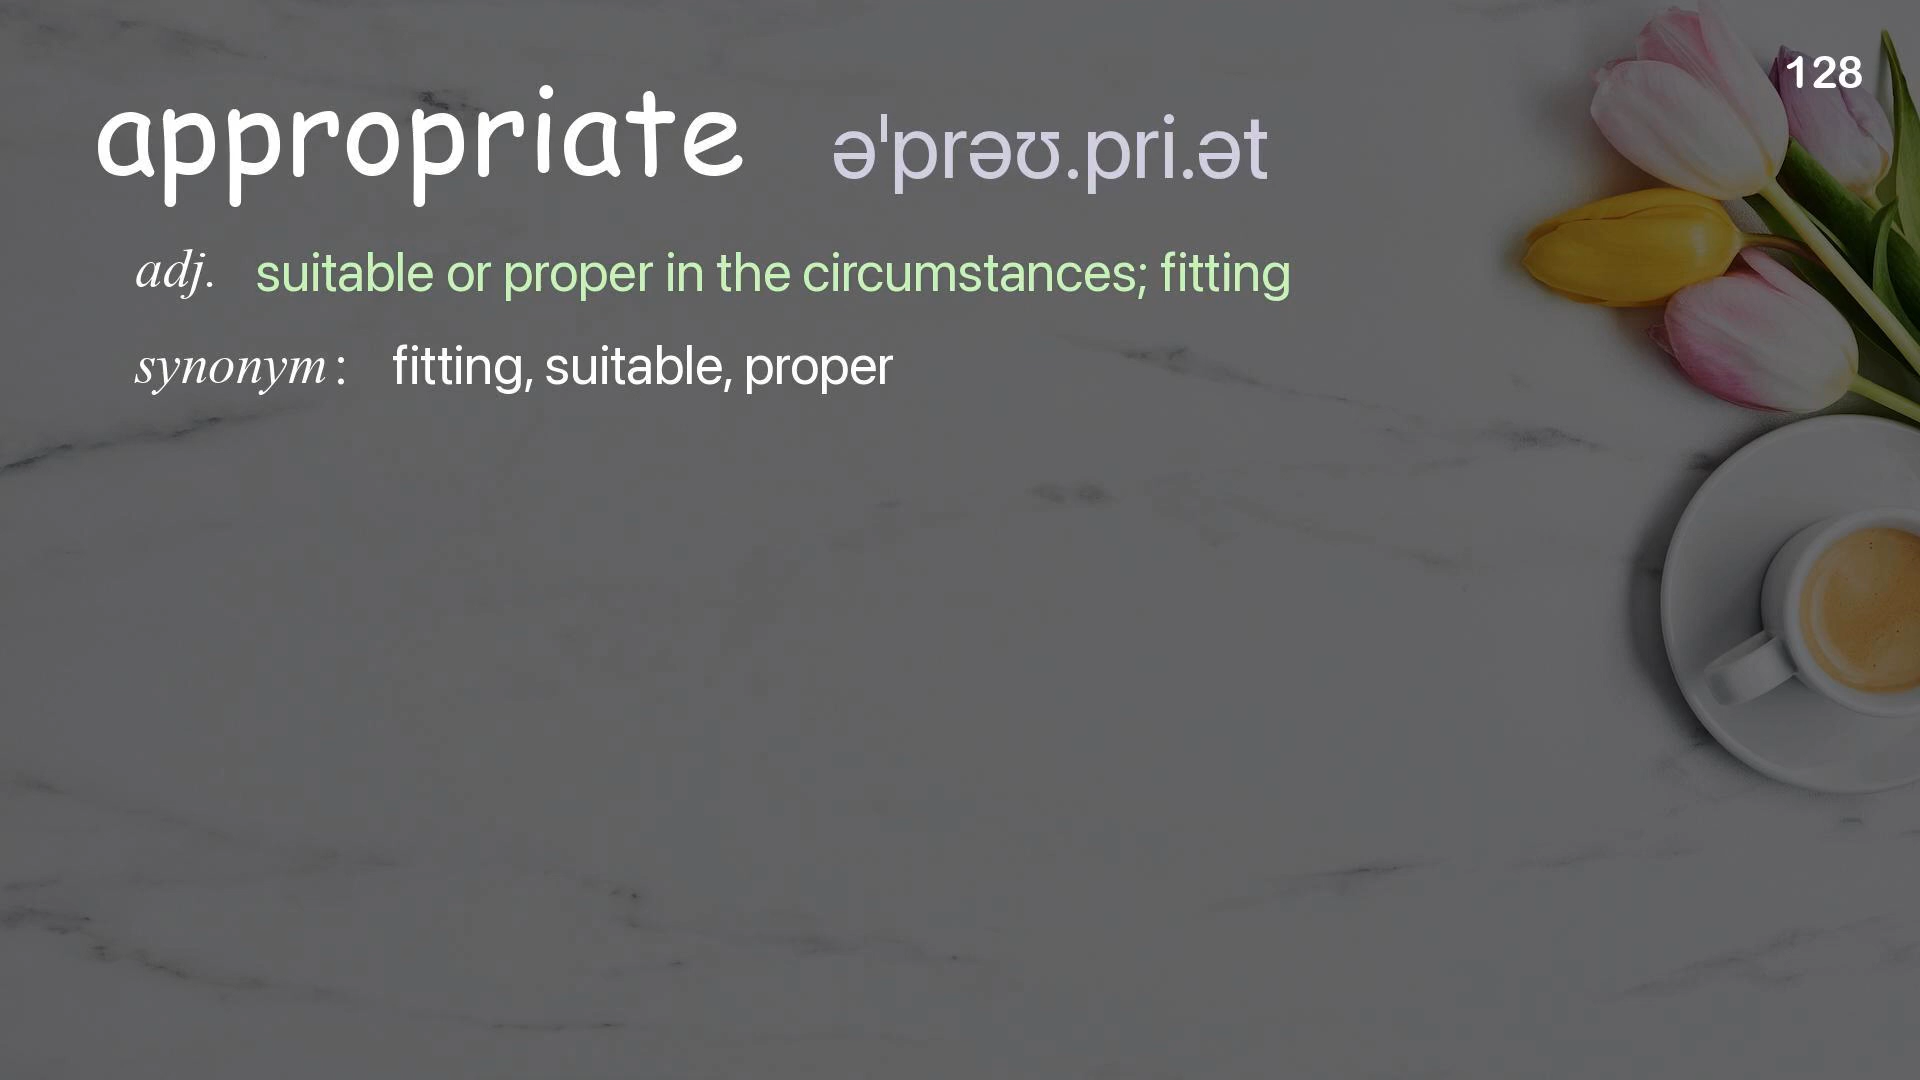 128
appropriate əˈprəʊ.pri.ət
adj. suitable or proper in the circumstances; fitting
synonym: fitting, suitable, proper